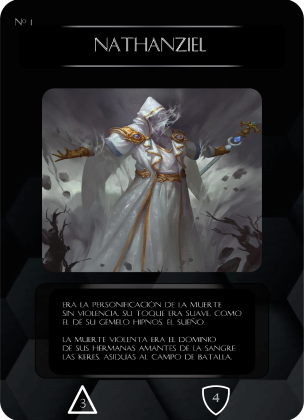 Nº 1
NATHANZIEL
ERA LA PERSONIFICACIÓN DE LA MUERTE
SIN VIOLENCIA. SU TOQUE ERA SUAVE, COMO
EL DE SU GEMELO HIPNOS, EL SUEÑO.
LA MUERTE VIOLENTA ERA EL DOMINIO
DE SUS HERMANAS AMANTES DE LA SANGRE,
LAS KERES, ASIDUAS AL CAMPO DE BATALLA.
3
4